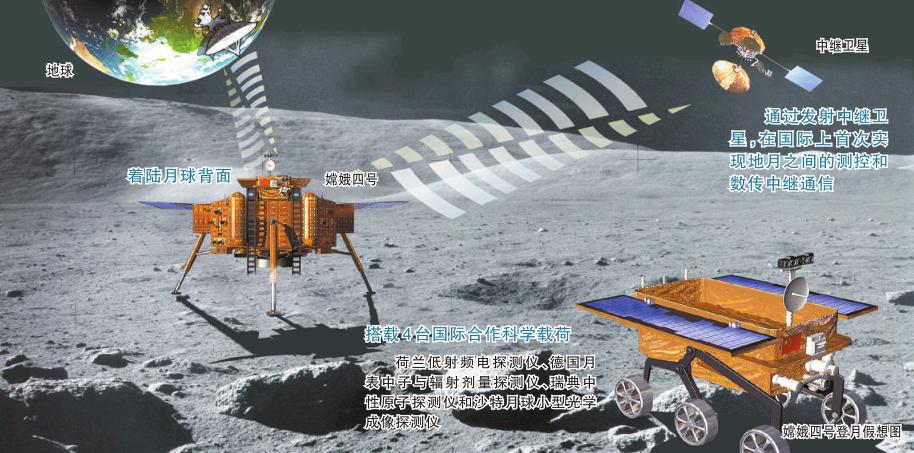 地球
中继卫星
通过发射中继卫
星,在国际上首次实
现地月之间的测控和
数传中继通信
着陆月球背面
嫦娥四号
搭载4台国际合作科学载荷
荷兰低射频电探测仪、德国月
表中子与辐射剂量探测仪、瑞典中
性原子探测仪和沙特月球小型光学
成像探测仪
嫦娥四号登月假想图